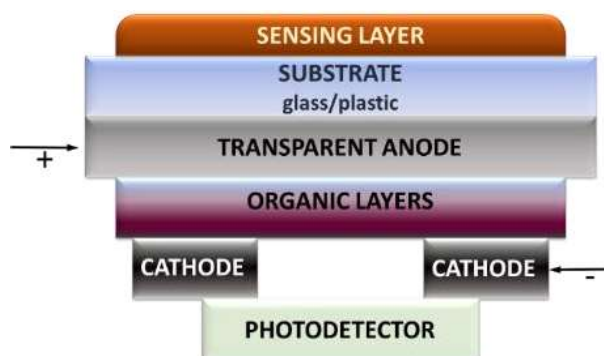 SENSING LAYER
SUBSTRATE
glass/plastic
+
TRANSPARENT ANODE
ORGANIC LAYERS
CATHODE CATHODE
-
PHOTODETECTOR